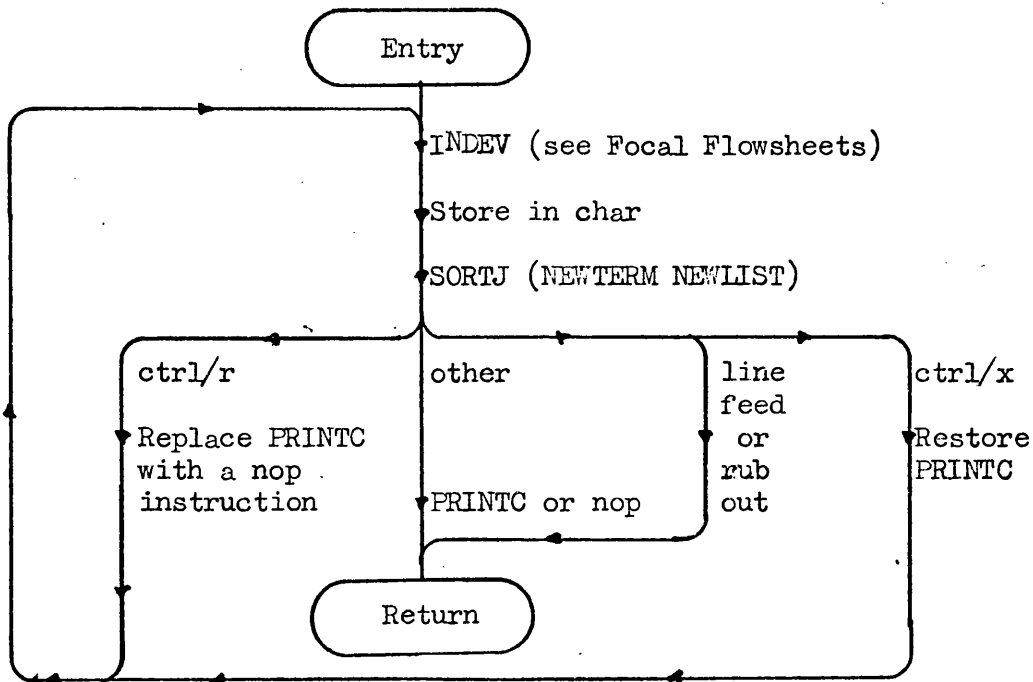 Entry
INDEV (see Focal Flowsheets)
Store in char
SORTJ (NEWTERM NEWLIST)
ctrl/r
Replace PRINTC
with a nop
instruction
other
PRINTC or nop
line
feed
or
rub
out
ctrl/x
Restore
PRINTC
Return